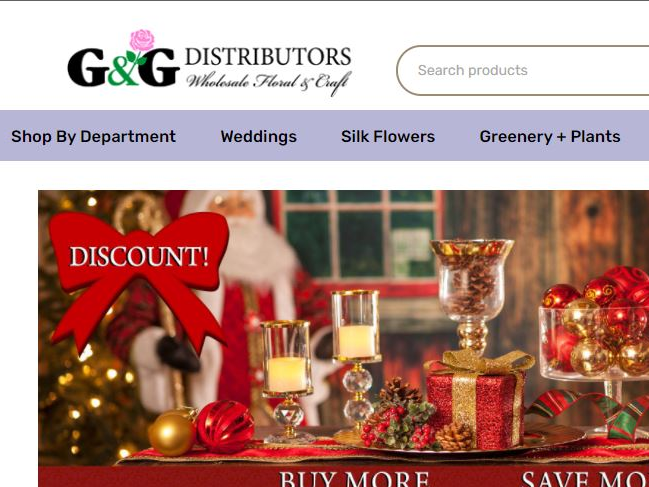 G&G DISTRIBUTORS
Wholesale Floral & Craft
Search products
Shop By Department Weddings Silk Flowers Greenery + Plants
DISCOUNT!
BUY MORE SAVE MO